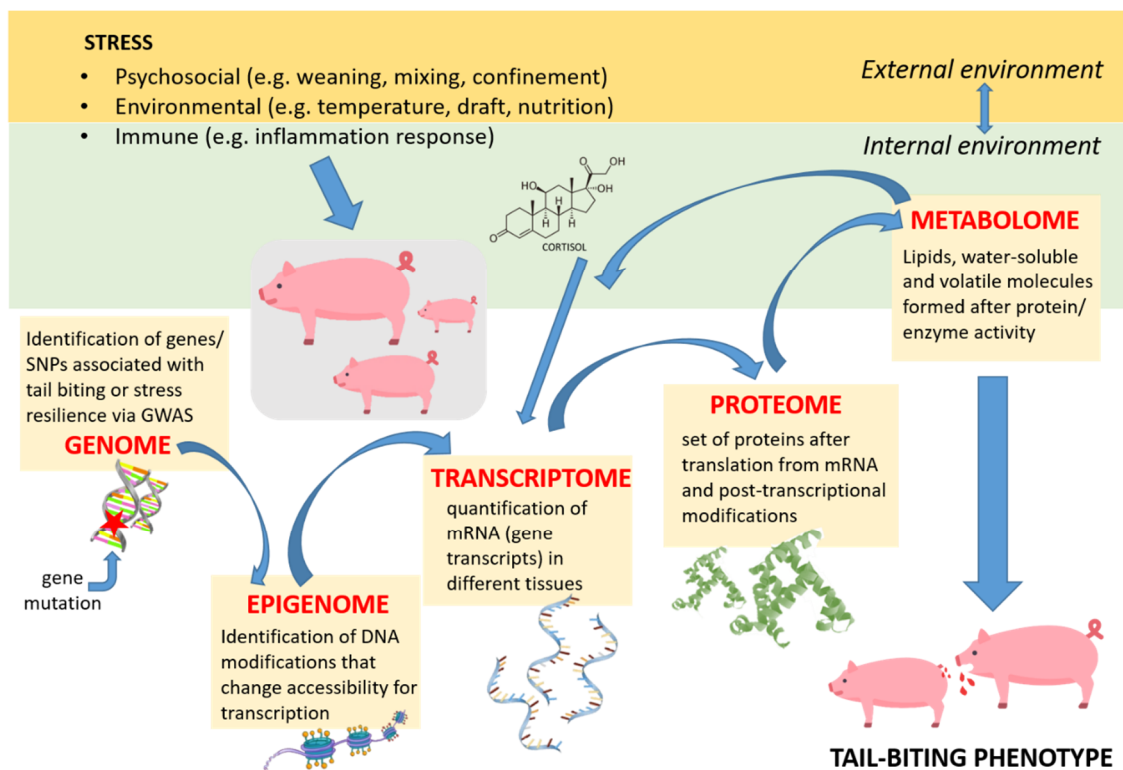 STRESS
• Psychosocial (e.g. weaning, mixing, confinement)
• Environmental (e.g. temperature, draft, nutrition)
• Immune (e.g. inflammation response)
External environment
Internal environment
O
HO
O
OH
OH
H
H
H
CORTISOL
METABOLOME
Lipids, water-soluble
and volatile molecules
formed after protein/
enzyme activity
Identification of genes/
SNPs associated with
tail biting or stress
resilience via GWAS
GENOME
gene
mutation
EPIGENOME
Identification of DNA
modifications that
change accessibility for
transcription
TRANSCRIPTOME
quantification of
mRNA (gene
transcripts) in
different tissues
PROTEOME
set of proteins after
translation from mRNA
and post-transcriptional
modifications
TAIL-BITING PHENOTYPE